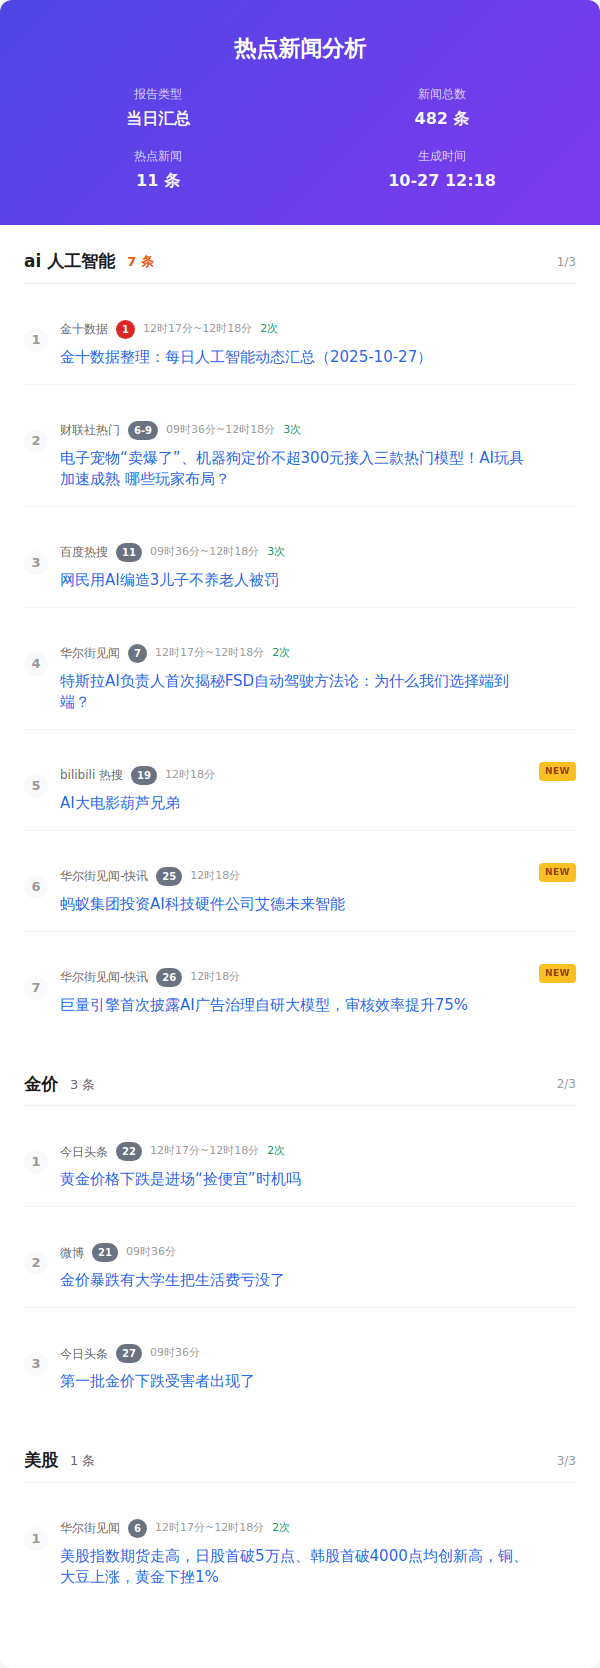 热点新闻分析
报告类型
当日汇总
新闻总数
482 条
热点新闻
11 条
生成时间
10-27 12:18
ai 人工智能 7 条 1/3
1 金十数据 1 12时17分~12时18分 2次
金十数据整理：每日人工智能动态汇总（2025-10-27）
2 财联社热门 6-9 09时36分~12时18分 3次
电子宠物“卖爆了”、机器狗定价不超300元接入三款热门模型！AI玩具
加速成熟 哪些玩家布局？
3 百度热搜 11 09时36分~12时18分 3次
网民用AI编造3儿子不养老人被罚
4 华尔街见闻 7 12时17分~12时18分 2次
特斯拉AI负责人首次揭秘FSD自动驾驶方法论：为什么我们选择端到
端？
5 bilibili 热搜 19 12时18分 NEW
AI大电影葫芦兄弟
6 华尔街见闻-快讯 25 12时18分 NEW
蚂蚁集团投资AI科技硬件公司艾德未来智能
7 华尔街见闻-快讯 26 12时18分 NEW
巨量引擎首次披露AI广告治理自研大模型，审核效率提升75%
金价 3 条 2/3
1 今日头条 22 12时17分~12时18分 2次
黄金价格下跌是进场“捡便宜”时机吗
2 微博 21 09时36分
金价暴跌有大学生把生活费亏没了
3 今日头条 27 09时36分
第一批金价下跌受害者出现了
美股 1 条 3/3
1 华尔街见闻 6 12时17分~12时18分 2次
美股指数期货走高，日股首破5万点、韩股首破4000点均创新高，铜、
大豆上涨，黄金下挫1%